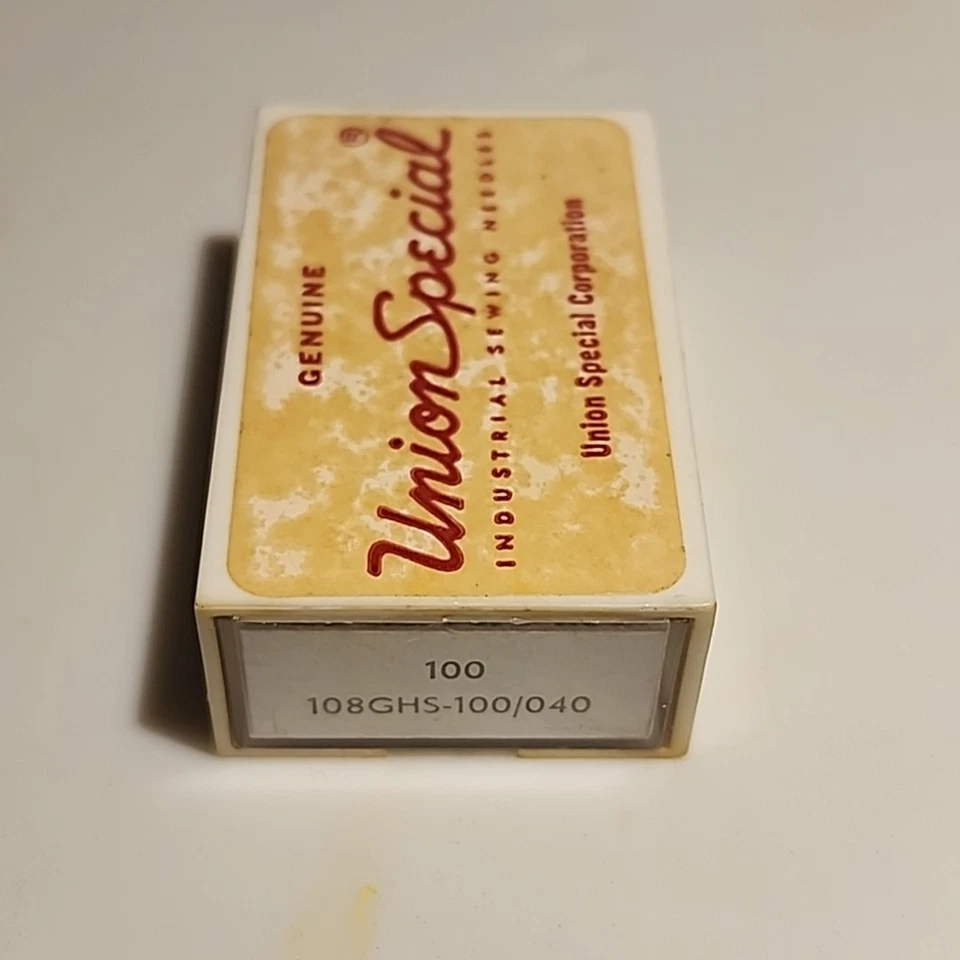 GENUINE
Union Special®
INDUSTRIAL SEWING NEEDLES
Union Special Corporation
100
108GHS-100/040